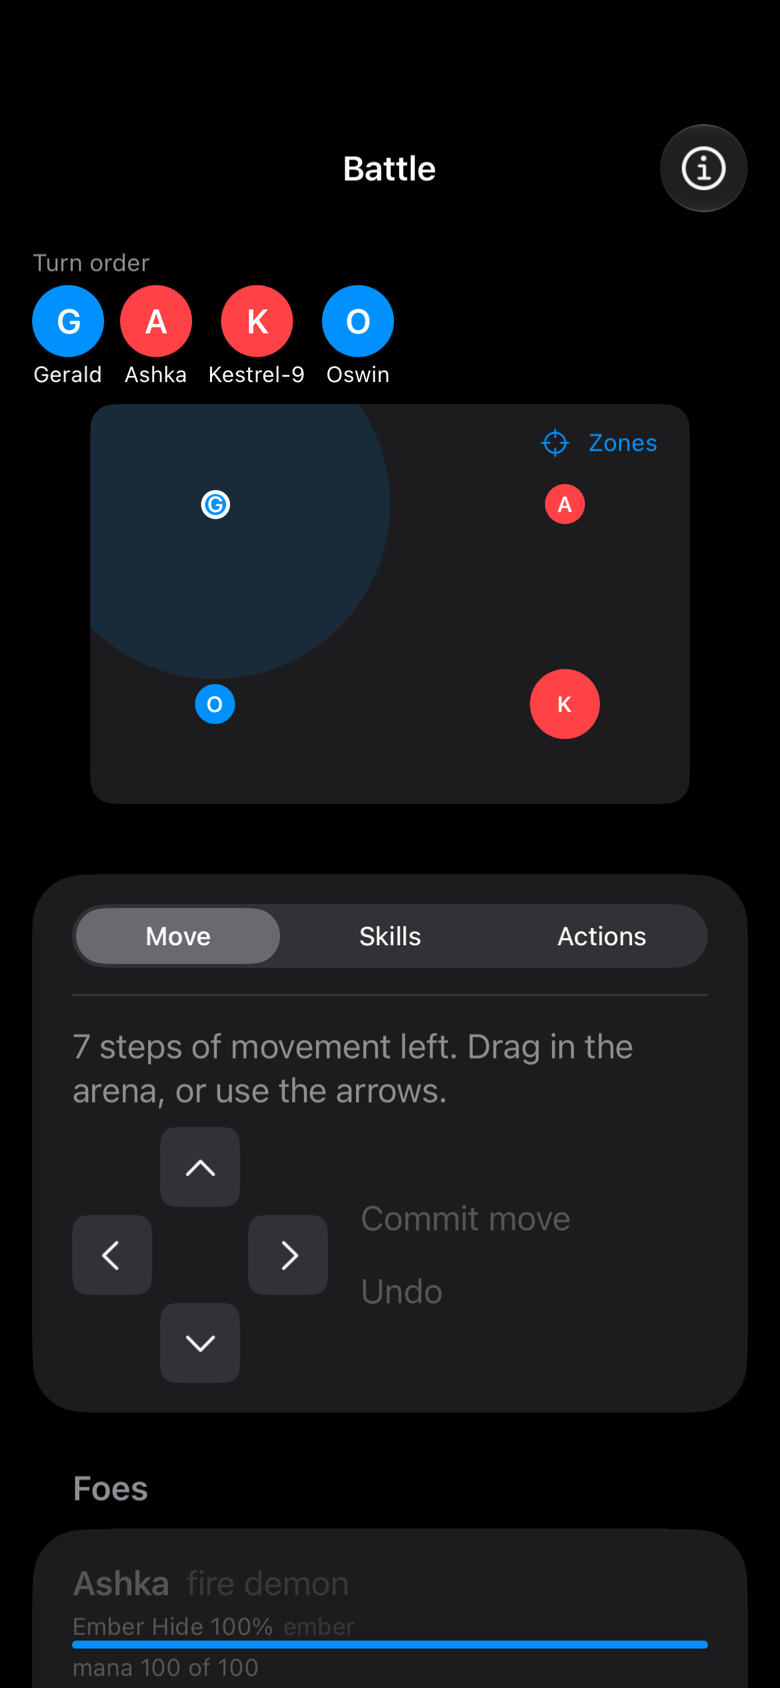 Battle
Turn order
G A K O
Gerald Ashka Kestrel-9 Oswin
Zones
G A
O K
Move Skills Actions
7 steps of movement left. Drag in the
arena, or use the arrows.
Commit move
Undo
Foes
Ashka fire demon
Ember Hide 100% ember
mana 100 of 100